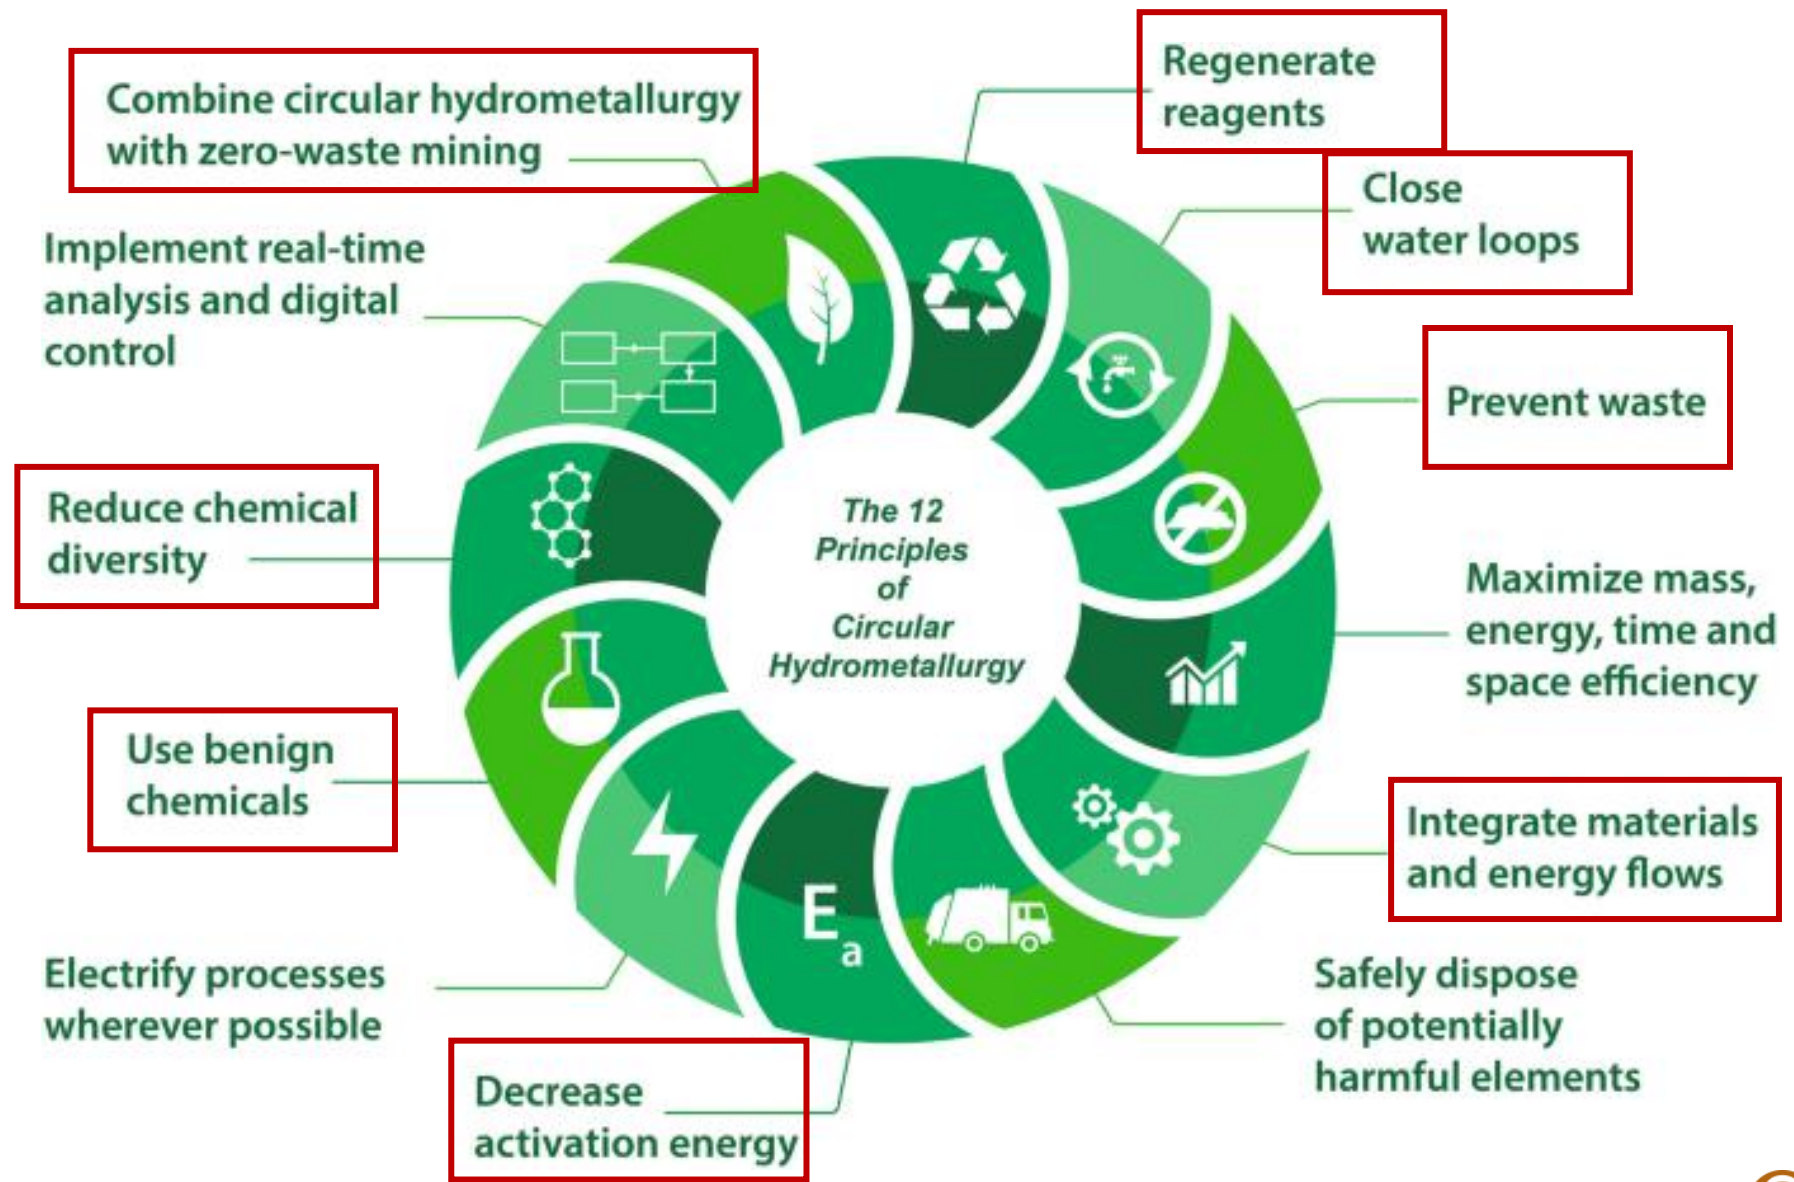 Regenerate
reagents
Close
water loops
Prevent waste
Maximize mass,
energy, time and
space efficiency
Integrate materials
and energy flows
Safely dispose
of potentially
harmful elements
Decrease
activation energy
Electrify processes
wherever possible
Use benign
chemicals
Reduce chemical
diversity
Implement real-time
analysis and digital
control
Combine circular hydrometallurgy
with zero-waste mining
The 12
Principles
of
Circular
Hydrometallurgy
Ea